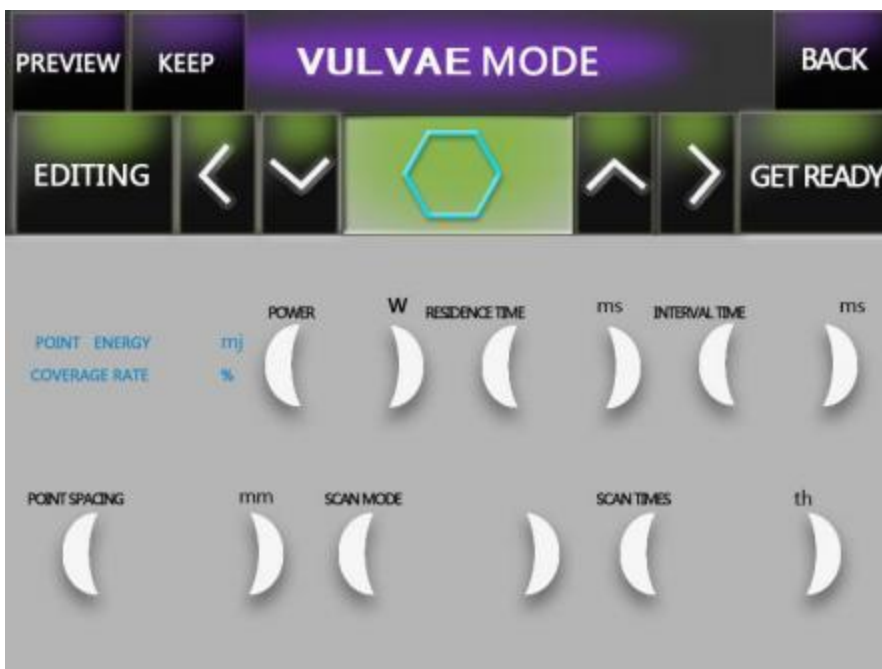 PREVIEW KEEP VULVAE MODE BACK
EDITING GET READY
POWER W RESIDENCE TIME ms INTERVAL TIME ms
POINT ENERGY mj
COVERAGE RATE %
POINT SPACING mm SCAN MODE SCAN TIMES th